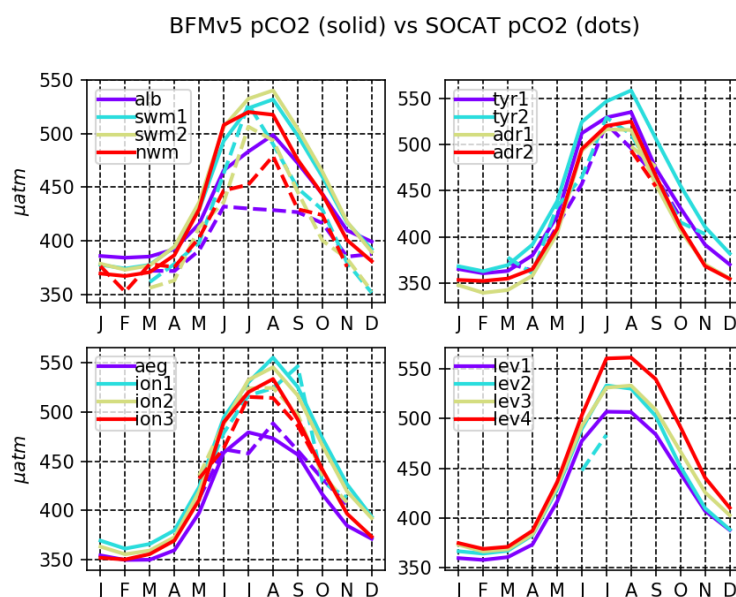 BFMv5 pCO2 (solid) vs SOCAT pCO2 (dots)
550
500
450
400
350
μatm
alb
swm1
swm2
nwm
J F M A M J J A S O N D
550
500
450
400
350
tyr1
tyr2
adr1
adr2
J F M A M J J A S O N D
550
500
450
400
350
μatm
aeg
ion1
ion2
ion3
J F M A M J J A S O N D
550
500
450
400
350
lev1
lev2
lev3
lev4
J F M A M J J A S O N D